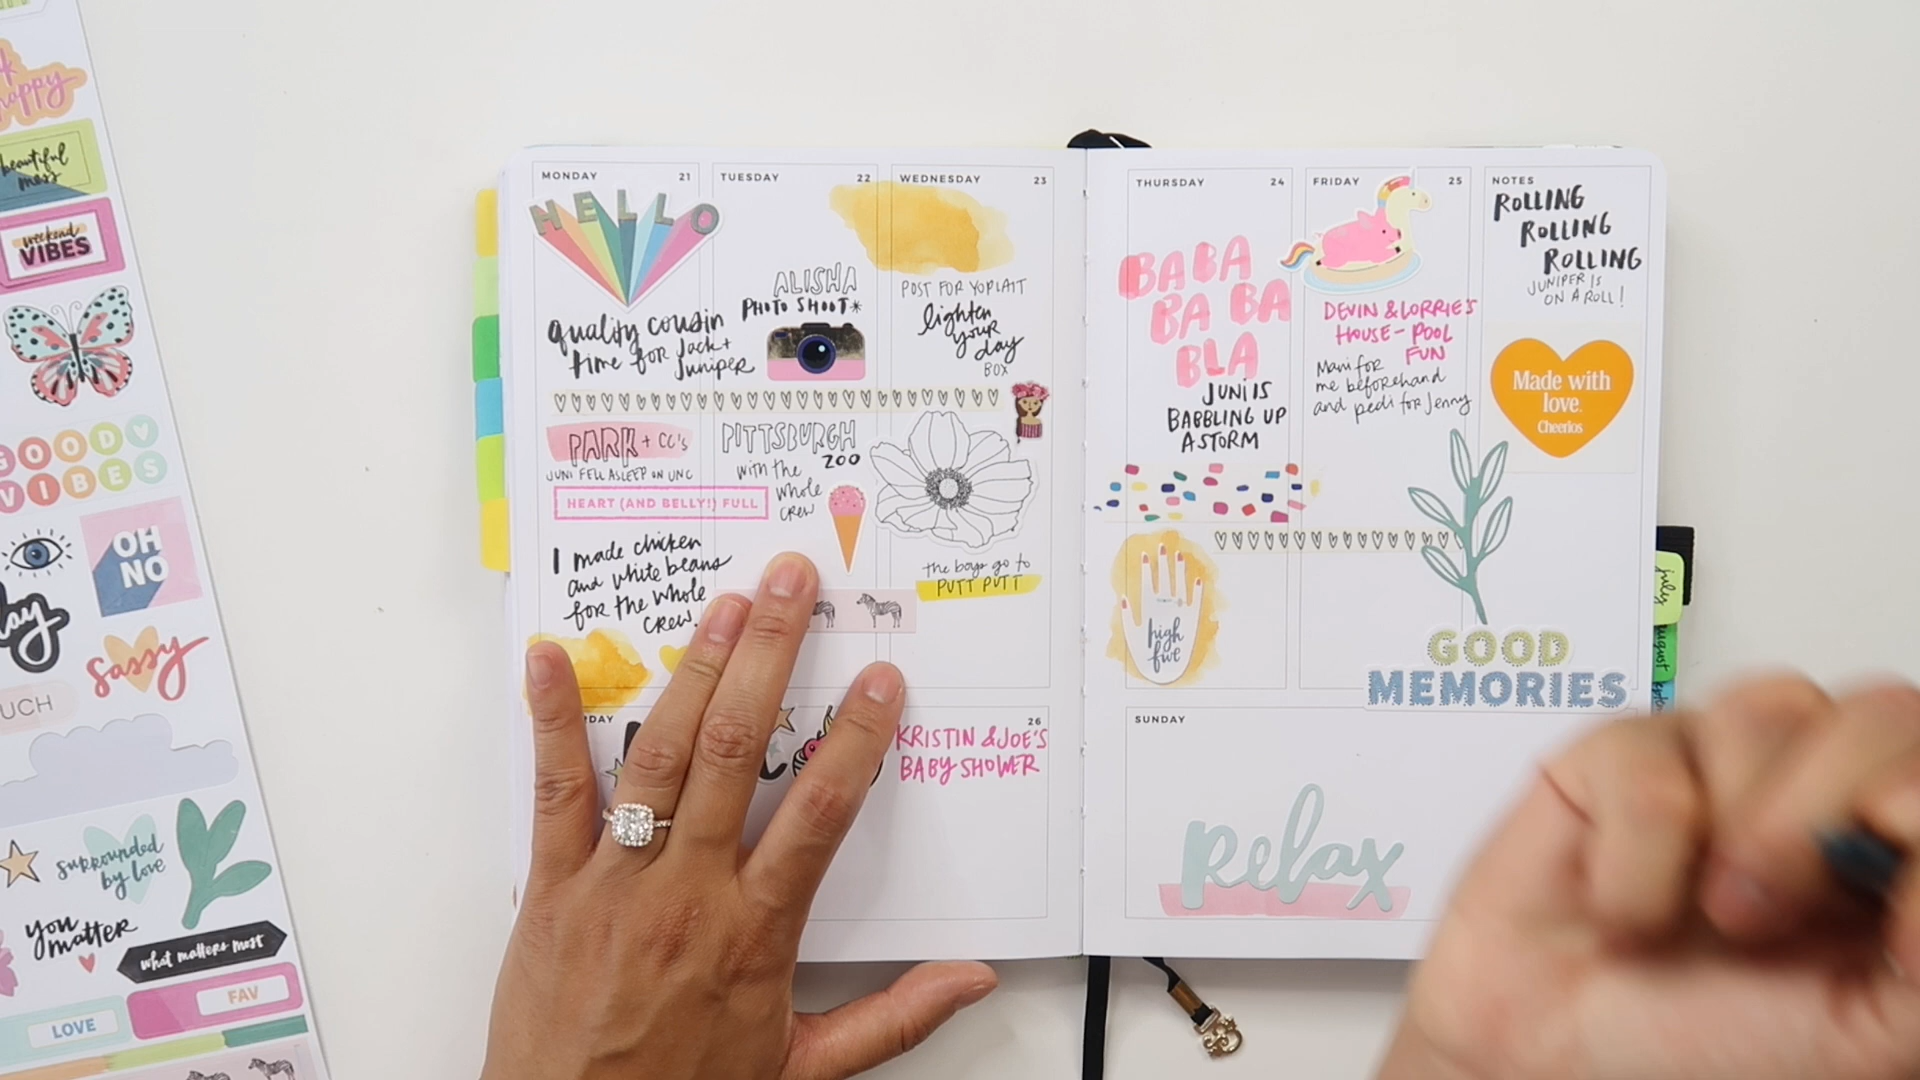 happy
beautiful
mess
weekend
VIBES
GOOD
VIBES
OH
NO
sassy
surrounded
by love
you
matter
what matters most
FAV
LOVE
MONDAY 21
HELLO
quality cousin
time for Jack +
Juniper
PARK + CC's
JUNI FELL ASLEEP ON UNC
HEART (AND BELLY!) FULL
I made chicken
and white beans
for the whole
crew.
TUESDAY 22
ALISHA
PHOTO SHOOT*
PITTSBURGH
ZOO
with the
whole
crew
WEDNESDAY 23
POST FOR YOPLAIT
lighten
your
day
BOX
the boys go to
PUTT PUTT
26
KRISTIN & JOE'S
BABY SHOWER
THURSDAY 24
BA BA
BA BA
BLA
JUNI IS
BABBLING UP
A STORM
high
five
FRIDAY 25
DEVIN & LORRIE'S
HOUSE - POOL
FUN
Mani for
me beforehand
and pedi for Jenny
GOOD
MEMORIES
NOTES
ROLLING
ROLLING
ROLLING
JUNIPER IS
ON A ROLL!
Made with
love.
Cheerios
SUNDAY
Relax
july
august